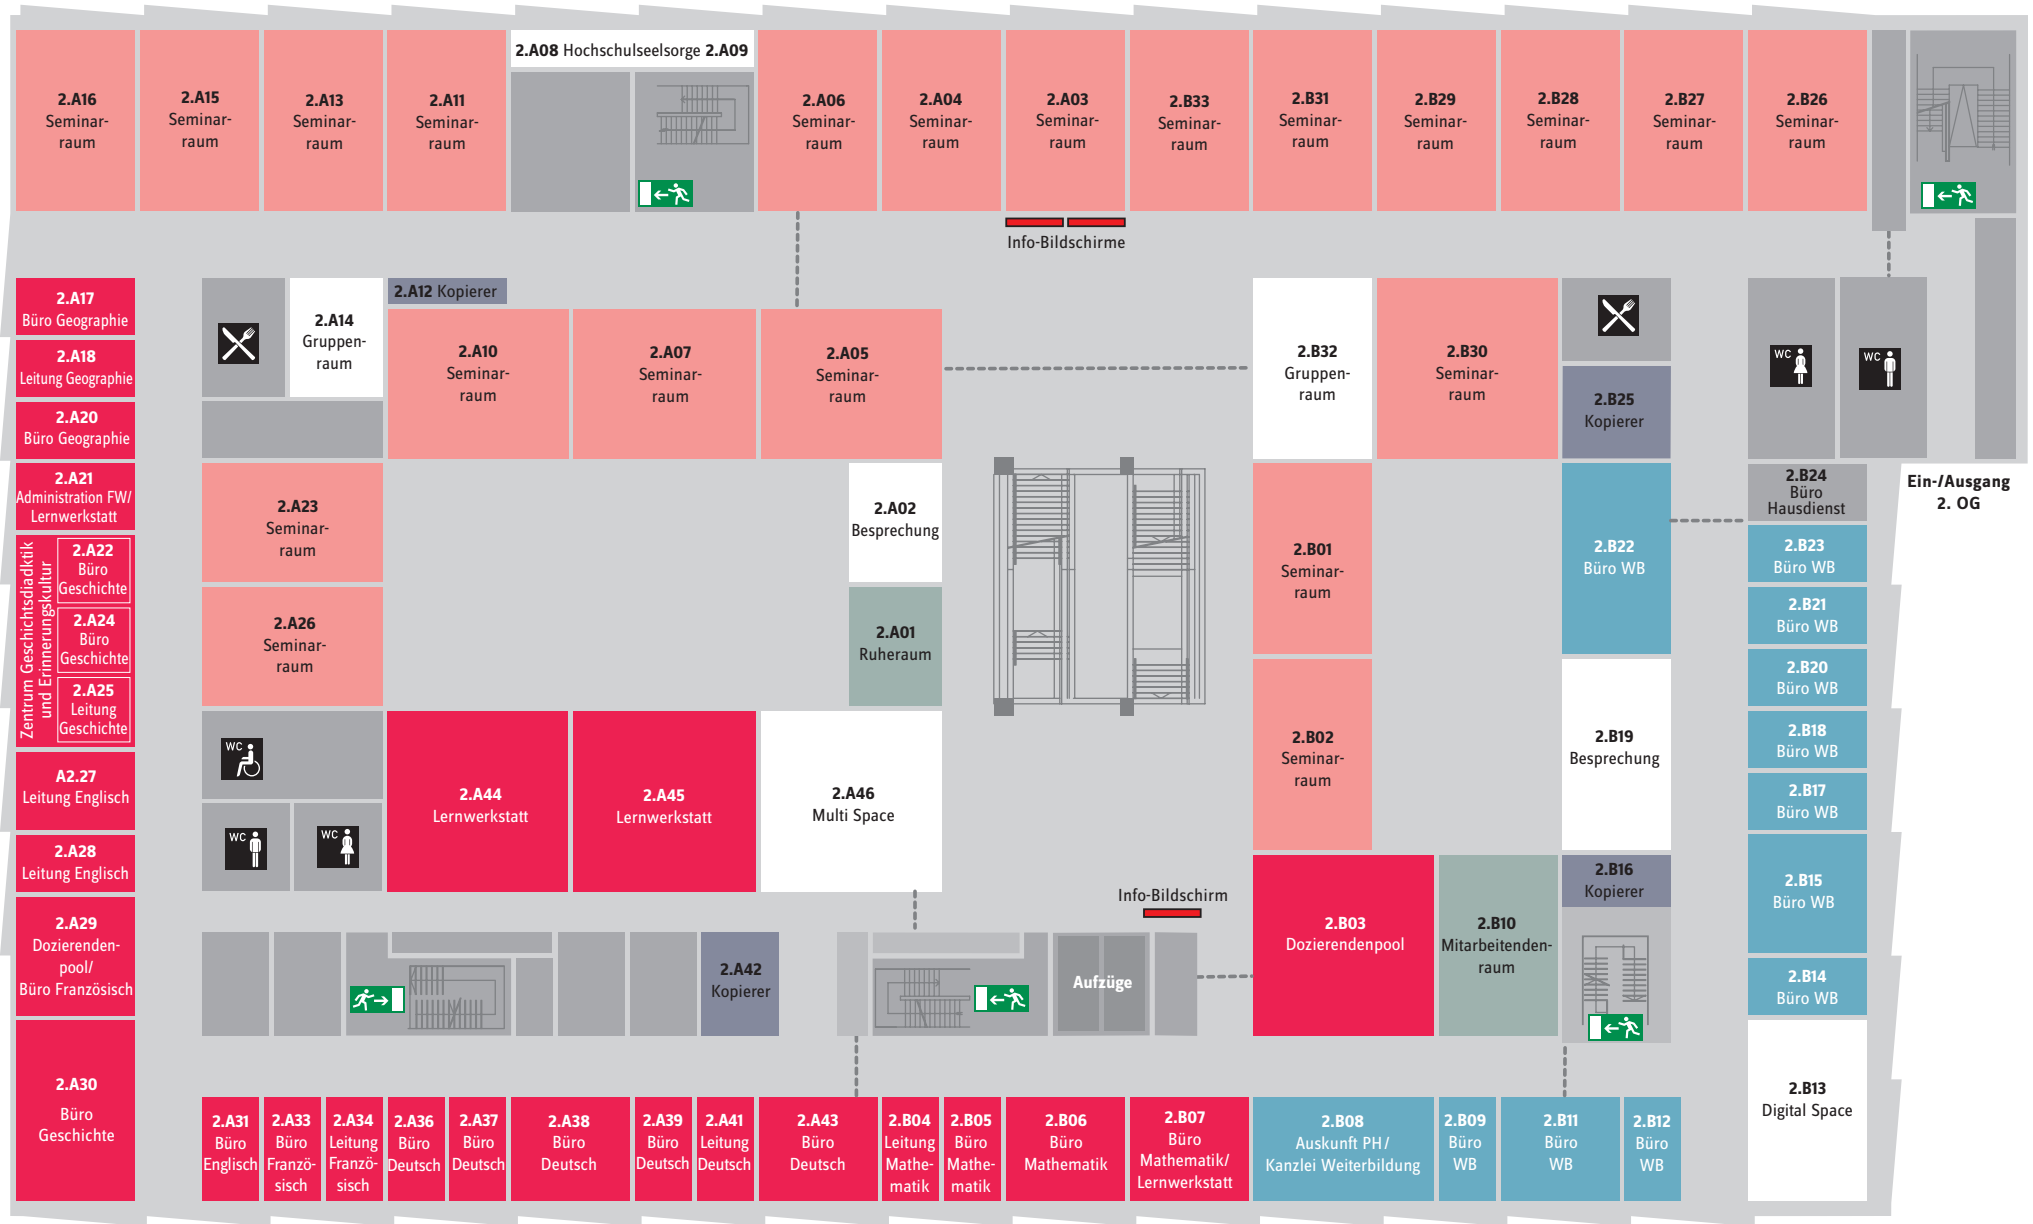 2.A16
Seminar-
raum
2.A15
Seminar-
raum
2.A13
Seminar-
raum
2.A11
Seminar-
raum
2.A08 Hochschulseelsorge 2.A09
2.A06
Seminar-
raum
2.A04
Seminar-
raum
2.A03
Seminar-
raum
2.B33
Seminar-
raum
2.B31
Seminar-
raum
2.B29
Seminar-
raum
2.B28
Seminar-
raum
2.B27
Seminar-
raum
2.B26
Seminar-
raum
Info-Bildschirme
2.A17
Büro Geographie
2.A18
Leitung Geographie
2.A20
Büro Geographie
2.A21
Administration FW/
Lernwerkstatt
Zentrum Geschichtsdiadktik
und Erinnerungskultur
2.A22
Büro
Geschichte
2.A24
Büro
Geschichte
2.A25
Leitung
Geschichte
A2.27
Leitung Englisch
2.A28
Leitung Englisch
2.A29
Dozierenden-
pool/
Büro Französisch
2.A30
Büro
Geschichte
2.A14
Gruppen-
raum
2.A12 Kopierer
2.A10
Seminar-
raum
2.A07
Seminar-
raum
2.A05
Seminar-
raum
2.A23
Seminar-
raum
2.A26
Seminar-
raum
2.A02
Besprechung
2.A01
Ruheraum
WC
WC
WC
2.A44
Lernwerkstatt
2.A45
Lernwerkstatt
2.A46
Multi Space
2.A42
Kopierer
Aufzüge
Info-Bildschirm
2.B32
Gruppen-
raum
2.B30
Seminar-
raum
2.B25
Kopierer
WC
WC
2.B01
Seminar-
raum
2.B02
Seminar-
raum
2.B22
Büro WB
2.B19
Besprechung
2.B03
Dozierendenpool
2.B10
Mitarbeitenden-
raum
2.B16
Kopierer
2.B24
Büro
Hausdienst
Ein-/Ausgang
2. OG
2.B23
Büro WB
2.B21
Büro WB
2.B20
Büro WB
2.B18
Büro WB
2.B17
Büro WB
2.B15
Büro WB
2.B14
Büro WB
2.B13
Digital Space
2.A31
Büro
Englisch
2.A33
Büro
Franzö-
sisch
2.A34
Leitung
Franzö-
sisch
2.A36
Büro
Deutsch
2.A37
Büro
Deutsch
2.A38
Büro
Deutsch
2.A39
Büro
Deutsch
2.A41
Leitung
Deutsch
2.A43
Büro
Deutsch
2.B04
Leitung
Mathe-
matik
2.B05
Büro
Mathe-
matik
2.B06
Büro
Mathematik
2.B07
Büro
Mathematik/
Lernwerkstatt
2.B08
Auskunft PH/
Kanzlei Weiterbildung
2.B09
Büro
WB
2.B11
Büro
WB
2.B12
Büro
WB